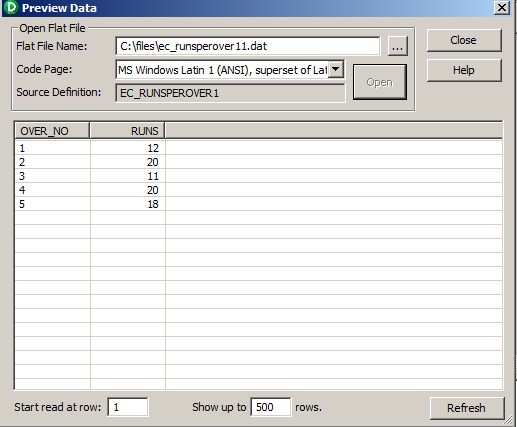 Preview Data
Open Flat File
Flat File Name: C:\files\ec_runsperover11.dat ...
Close
Code Page: MS Windows Latin 1 (ANSI), superset of Lat
Open
Help
Source Definition: EC_RUNSPEROVER1
OVER_NO RUNS
1 12
2 20
3 11
4 20
5 18
Start read at row: 1 Show up to 500 rows. Refresh